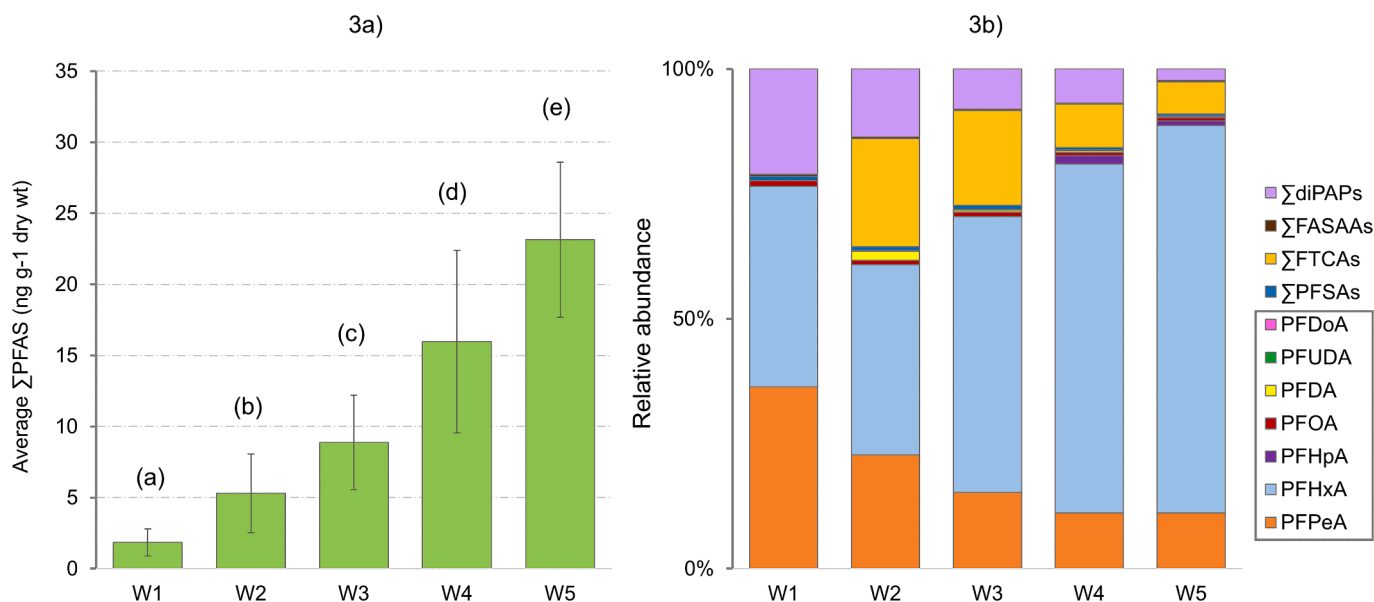 3a)
Average ∑PFAS (ng g-1 dry wt)
35
30
25
20
15
10
5
0
(a)
(b)
(c)
(d)
(e)
W1 W2 W3 W4 W5
3b)
Relative abundance
100%
50%
0%
W1 W2 W3 W4 W5
∑diPAPs
∑FASAAs
∑FTCAs
∑PFSAs
PFDoA
PFUDA
PFDA
PFOA
PFHpA
PFHxA
PFPeA